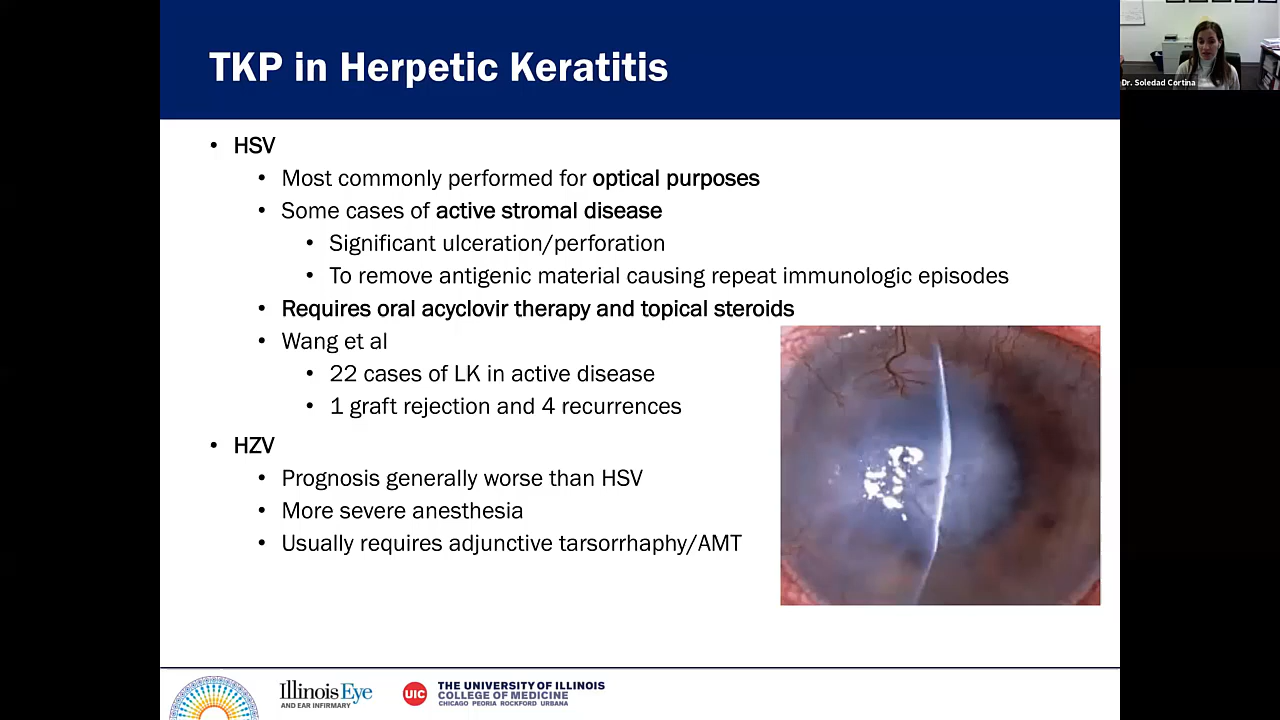 TKP in Herpetic Keratitis
Dr. Soledad Cortina
• HSV
• Most commonly performed for optical purposes
• Some cases of active stromal disease
• Significant ulceration/perforation
• To remove antigenic material causing repeat immunologic episodes
• Requires oral acyclovir therapy and topical steroids
• Wang et al
• 22 cases of LK in active disease
• 1 graft rejection and 4 recurrences
• HZV
• Prognosis generally worse than HSV
• More severe anesthesia
• Usually requires adjunctive tarsorrhaphy/AMT
Illinois Eye
AND EAR INFIRMARY
UIC
THE UNIVERSITY OF ILLINOIS
COLLEGE OF MEDICINE
CHICAGO PEORIA ROCKFORD URBANA